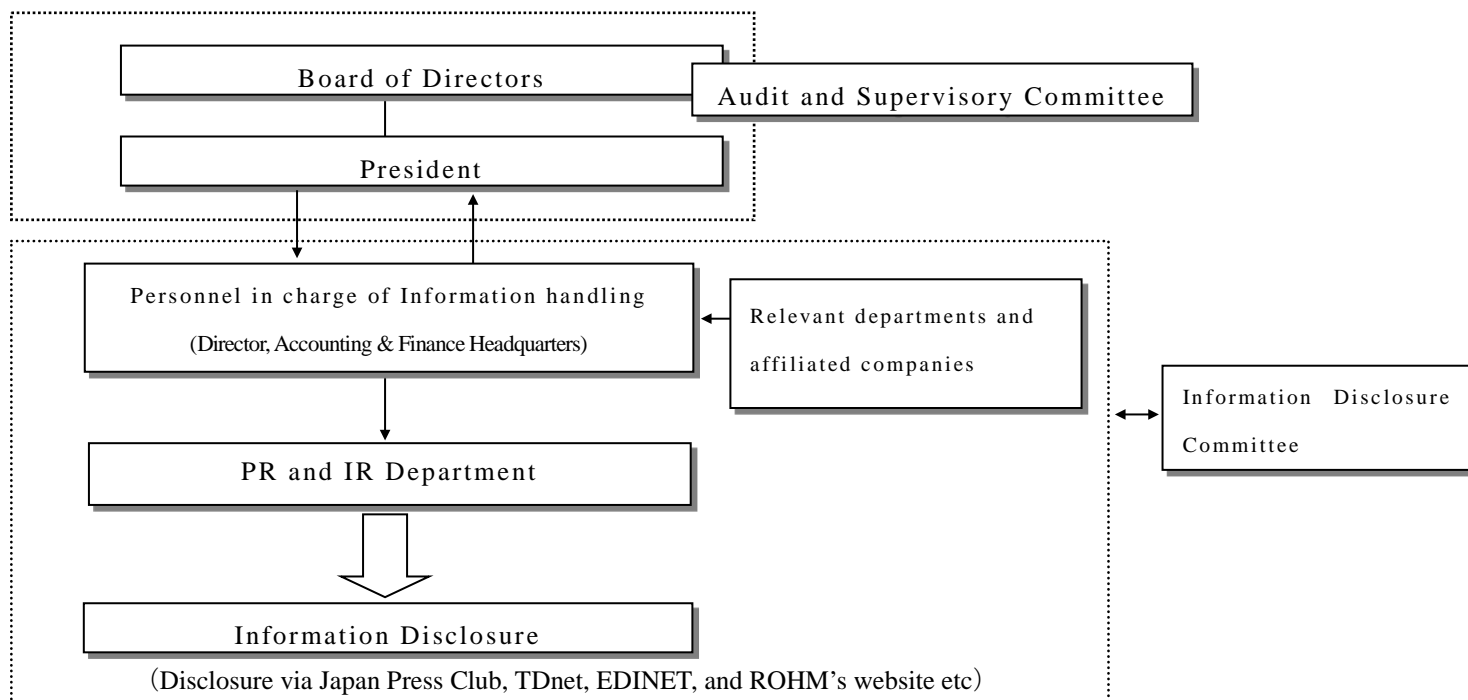 Board of Directors
Audit and Supervisory Committee
President
Personnel in charge of Information handling
(Director, Accounting & Finance Headquarters)
Relevant departments and
affiliated companies
Information Disclosure
Committee
PR and IR Department
Information Disclosure
（Disclosure via Japan Press Club, TDnet, EDINET, and ROHM’s website etc）